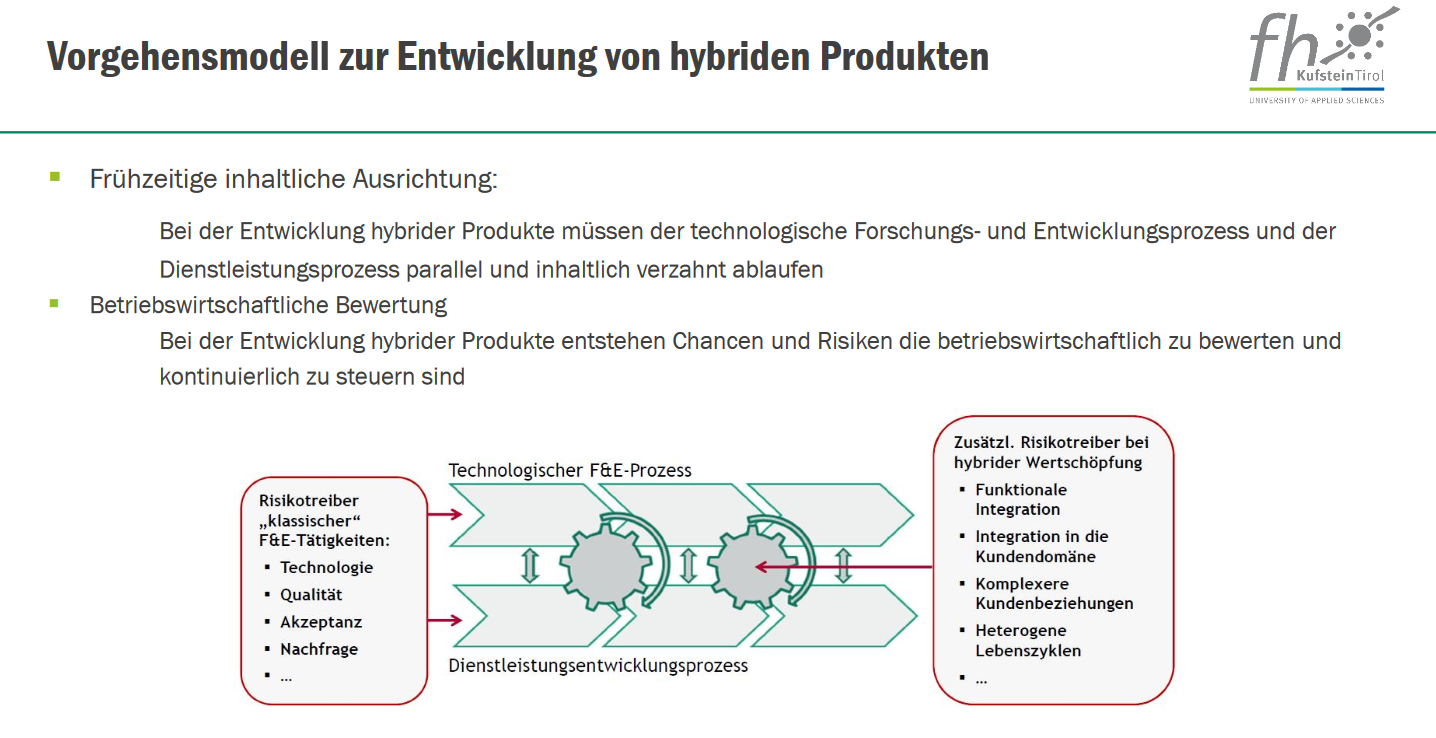 Vorgehensmodell zur Entwicklung von hybriden Produkten
fh
KufsteinTirol
UNIVERSITY OF APPLIED SCIENCES
▪ Frühzeitige inhaltliche Ausrichtung:
Bei der Entwicklung hybrider Produkte müssen der technologische Forschungs- und Entwicklungsprozess und der
Dienstleistungsprozess parallel und inhaltlich verzahnt ablaufen
▪ Betriebswirtschaftliche Bewertung
Bei der Entwicklung hybrider Produkte entstehen Chancen und Risiken die betriebswirtschaftlich zu bewerten und
kontinuierlich zu steuern sind
Risikotreiber
„klassischer“
F&E-Tätigkeiten:
▪ Technologie
▪ Qualität
▪ Akzeptanz
▪ Nachfrage
▪ …
Technologischer F&E-Prozess
Dienstleistungsentwicklungsprozess
Zusätzl. Risikotreiber bei
hybrider Wertschöpfung
▪ Funktionale
Integration
▪ Integration in die
Kundendomäne
▪ Komplexere
Kundenbeziehungen
▪ Heterogene
Lebenszyklen
▪ …